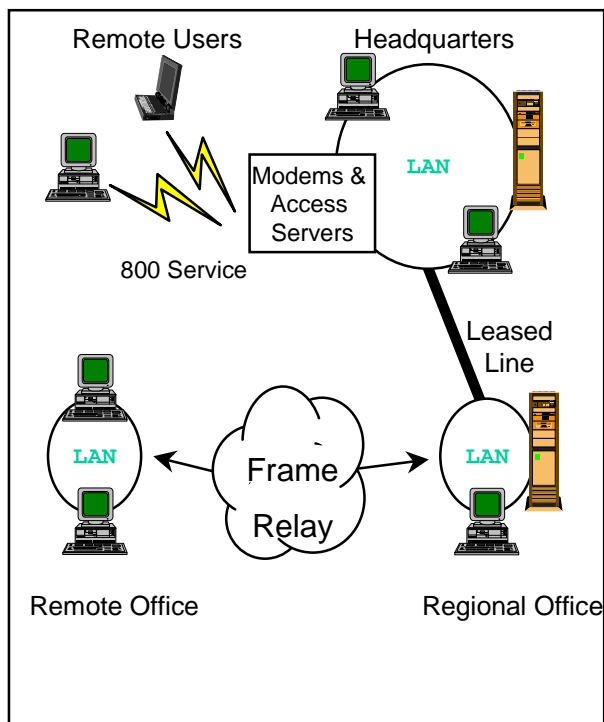 Remote Users
Headquarters
LAN
Modems &
Access
Servers
800 Service
Leased
Line
LAN
Frame
Relay
LAN
Remote Office
Regional Office